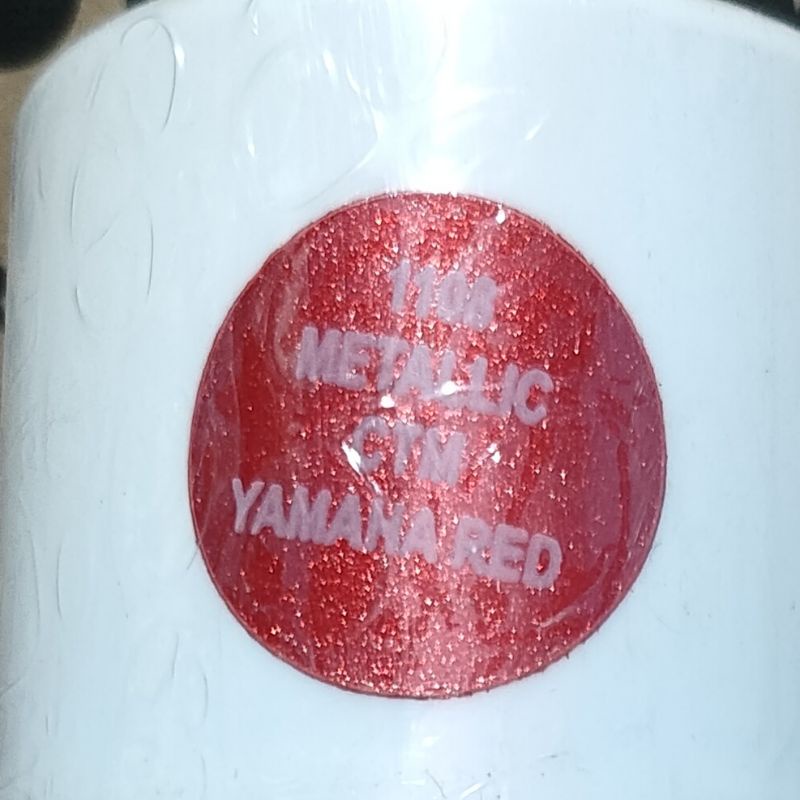 1108
METALLIC
CTM
YAMAHA RED